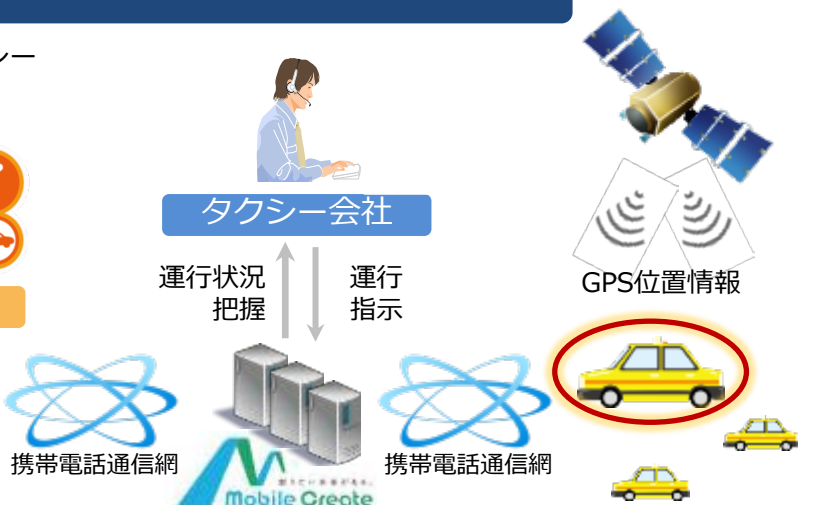 シー
タクシー会社
運行状況
把握
運行
指示
GPS位置情報
携帯電話通信網
携帯電話通信網
Mobile Create